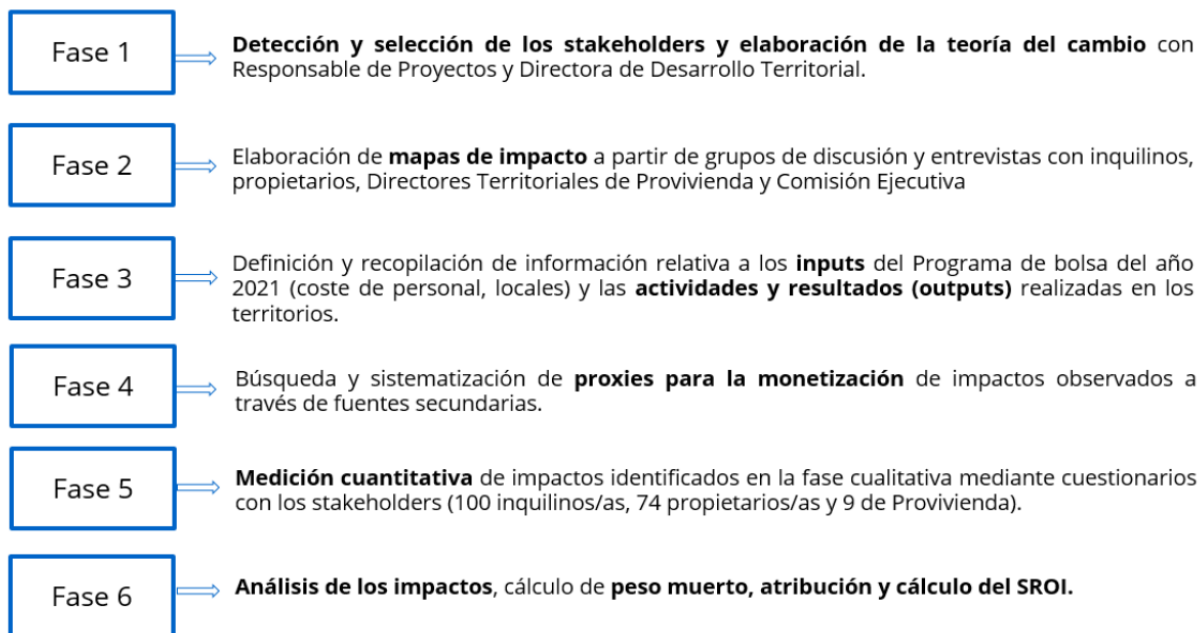 Fase 1
Detección y selección de los stakeholders y elaboración de la teoría del cambio con
Responsable de Proyectos y Directora de Desarrollo Territorial.
Fase 2
Elaboración de mapas de impacto a partir de grupos de discusión y entrevistas con inquilinos,
propietarios, Directores Territoriales de Provivienda y Comisión Ejecutiva
Fase 3
Definición y recopilación de información relativa a los inputs del Programa de bolsa del año
2021 (coste de personal, locales) y las actividades y resultados (outputs) realizadas en los
territorios.
Fase 4
Búsqueda y sistematización de proxies para la monetización de impactos observados a
través de fuentes secundarias.
Fase 5
Medición cuantitativa de impactos identificados en la fase cualitativa mediante cuestionarios
con los stakeholders (100 inquilinos/as, 74 propietarios/as y 9 de Provivienda).
Fase 6
Análisis de los impactos, cálculo de peso muerto, atribución y cálculo del SROI.